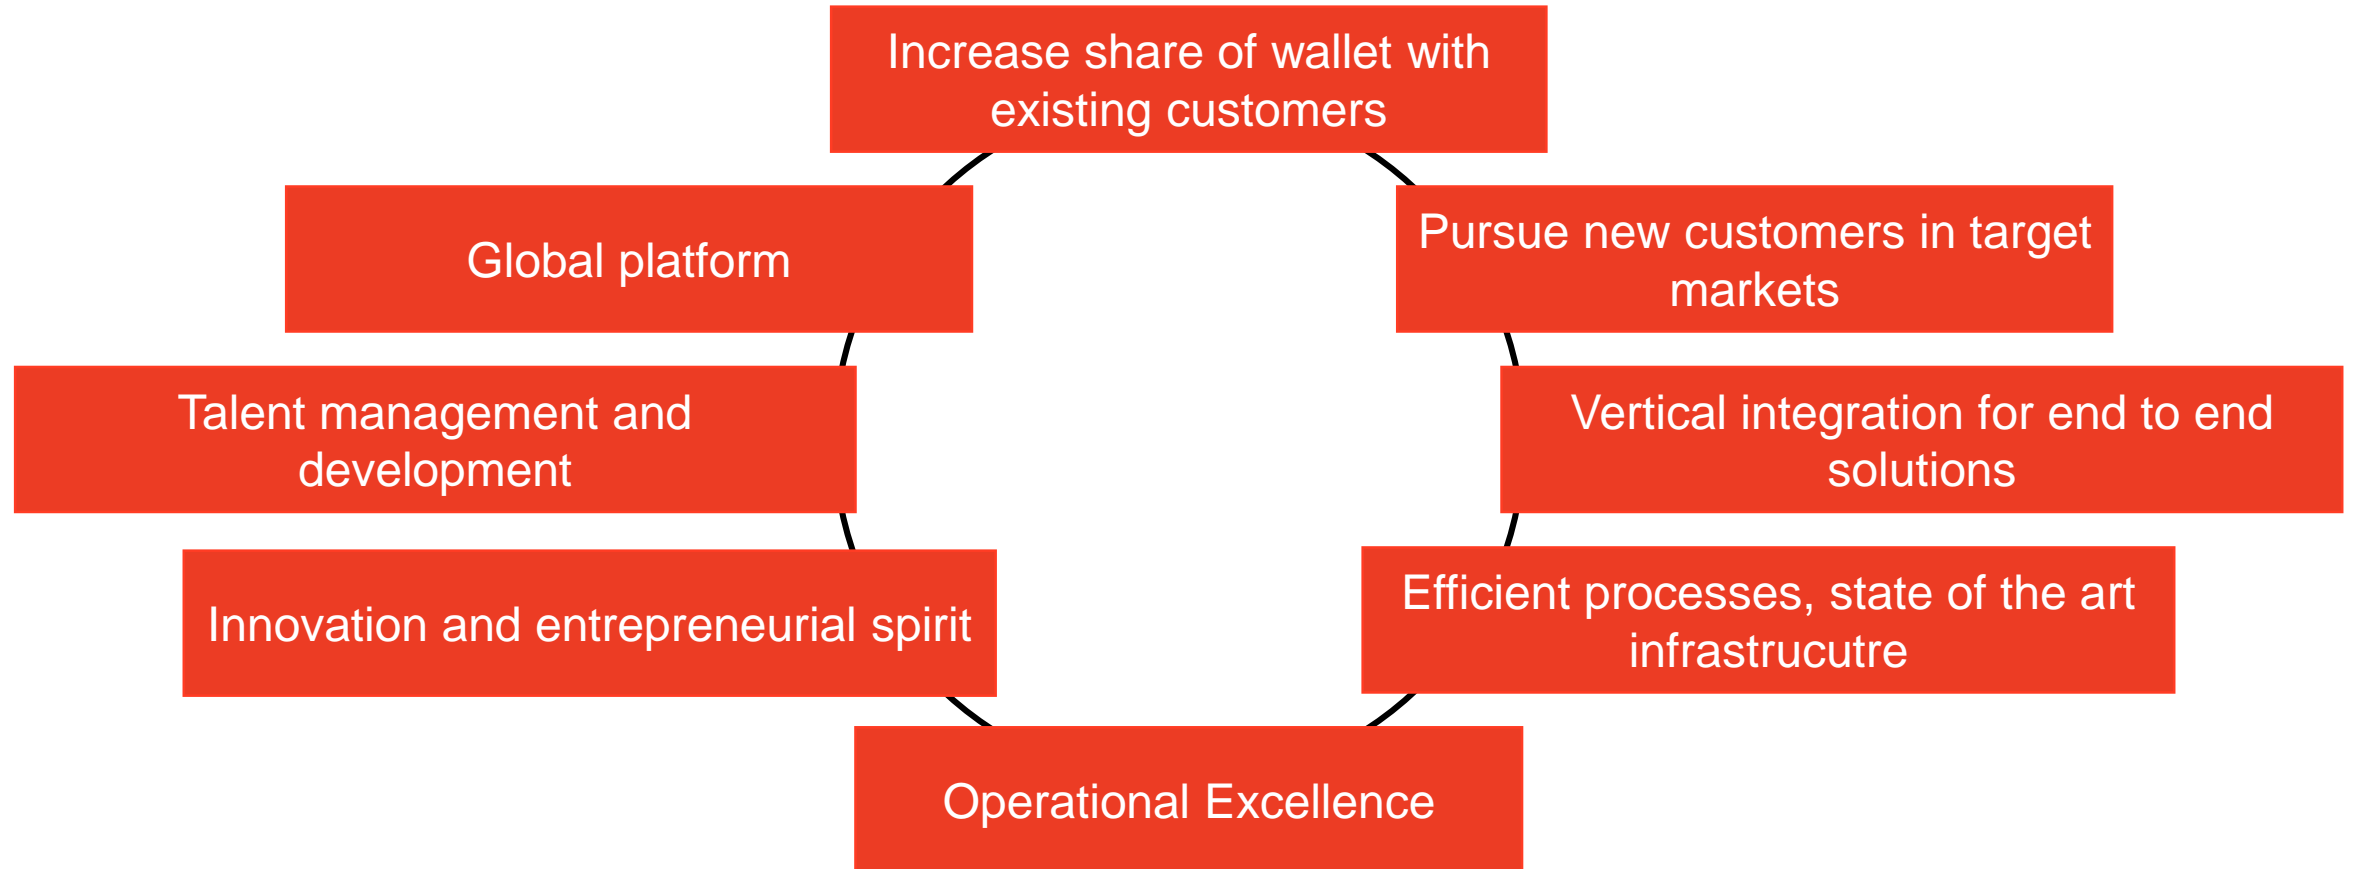 Increase share of wallet with
existing customers
Global platform
Pursue new customers in target
markets
Talent management and
development
Vertical integration for end to end
solutions
Innovation and entrepreneurial spirit
Efficient processes, state of the art
infrastrucutre
Operational Excellence